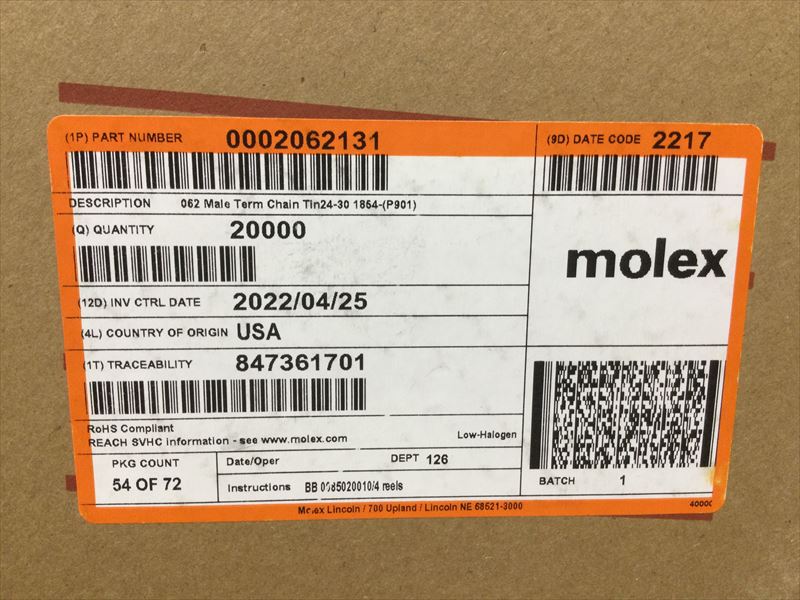 (1P) PART NUMBER 0002062131
(9D) DATE CODE 2217
DESCRIPTION 062 Male Term Chain Tin24-30 1854-(P901)
(Q) QUANTITY 20000
molex
(12D) INV CTRL DATE 2022/04/25
(4L) COUNTRY OF ORIGIN USA
(1T) TRACEABILITY 847361701
RoHS Compliant
REACH SVHC information - see www.molex.com
Low-Halogen
PKG COUNT
54 OF 72
Date/Oper DEPT 126
Instructions BB 0385020010/4 reels
BATCH 1
Molex Lincoln / 700 Upland / Lincoln NE 68521-3000